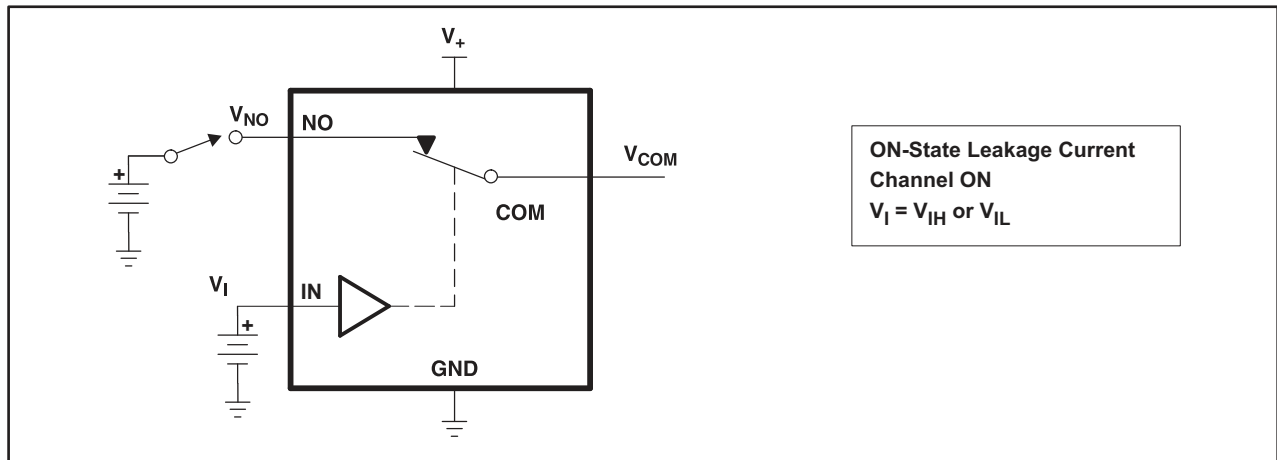 V+
VNO
NO
VCOM
COM
+
VI
IN
+
GND
ON-State Leakage Current
Channel ON
VI = VIH or VIL